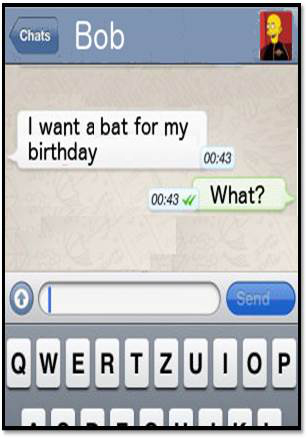 Chats Bob
I want a bat for my
birthday
00:43
00:43 What?
Send
Q W E R T Z U I O P